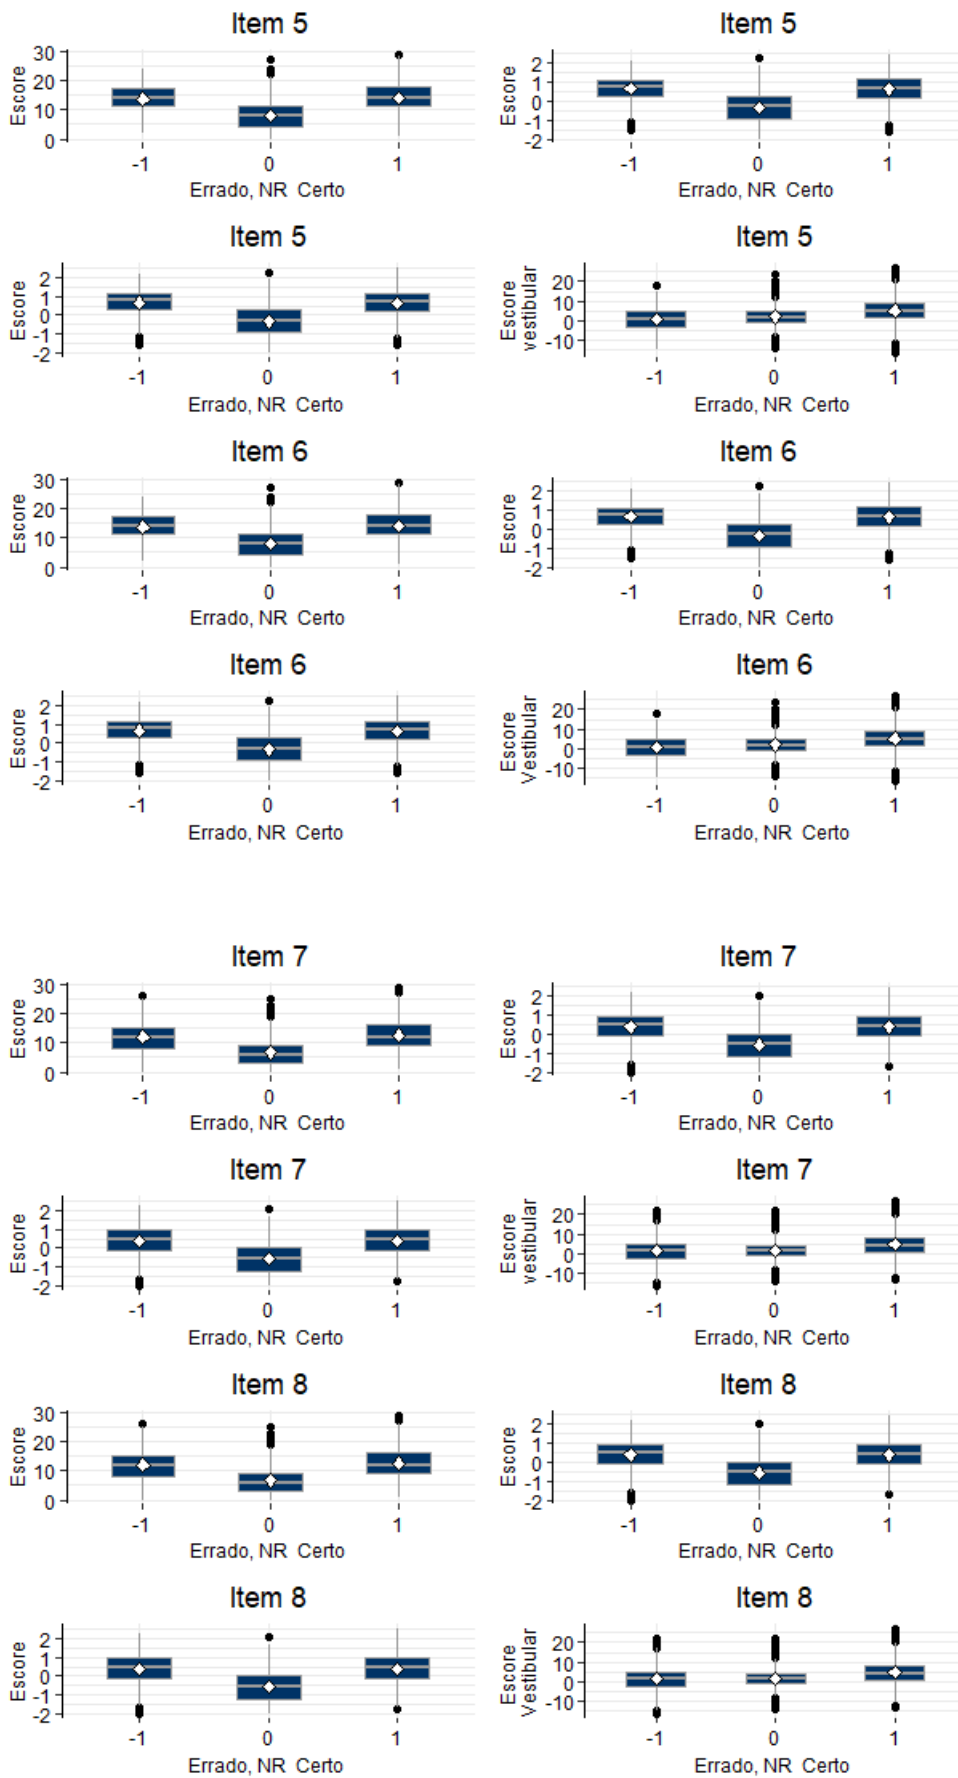 Item 5
Escore
30
20
10
0
-1 0 1
Errado, NR Certo
Item 5
Escore
2
1
0
-1
-2
-1 0 1
Errado, NR Certo
Item 5
Escore
2
1
0
-1
-2
-1 0 1
Errado, NR Certo
Item 5
Escore
vestibular
20
10
0
-10
-1 0 1
Errado, NR Certo
Item 6
Escore
30
20
10
0
-1 0 1
Errado, NR Certo
Item 6
Escore
2
1
0
-1
-2
-1 0 1
Errado, NR Certo
Item 6
Escore
2
1
0
-1
-2
-1 0 1
Errado, NR Certo
Item 6
Escore
Vestibular
20
10
0
-10
-1 0 1
Errado, NR Certo
Item 7
Escore
30
20
10
0
-1 0 1
Errado, NR Certo
Item 7
Escore
2
1
0
-1
-2
-1 0 1
Errado, NR Certo
Item 7
Escore
2
1
0
-1
-2
-1 0 1
Errado, NR Certo
Item 7
Escore
vestibular
20
10
0
-10
-1 0 1
Errado, NR Certo
Item 8
Escore
30
20
10
0
-1 0 1
Errado, NR Certo
Item 8
Escore
2
1
0
-1
-2
-1 0 1
Errado, NR Certo
Item 8
Escore
2
1
0
-1
-2
-1 0 1
Errado, NR Certo
Item 8
Escore
Vestibular
20
10
0
-10
-1 0 1
Errado, NR Certo